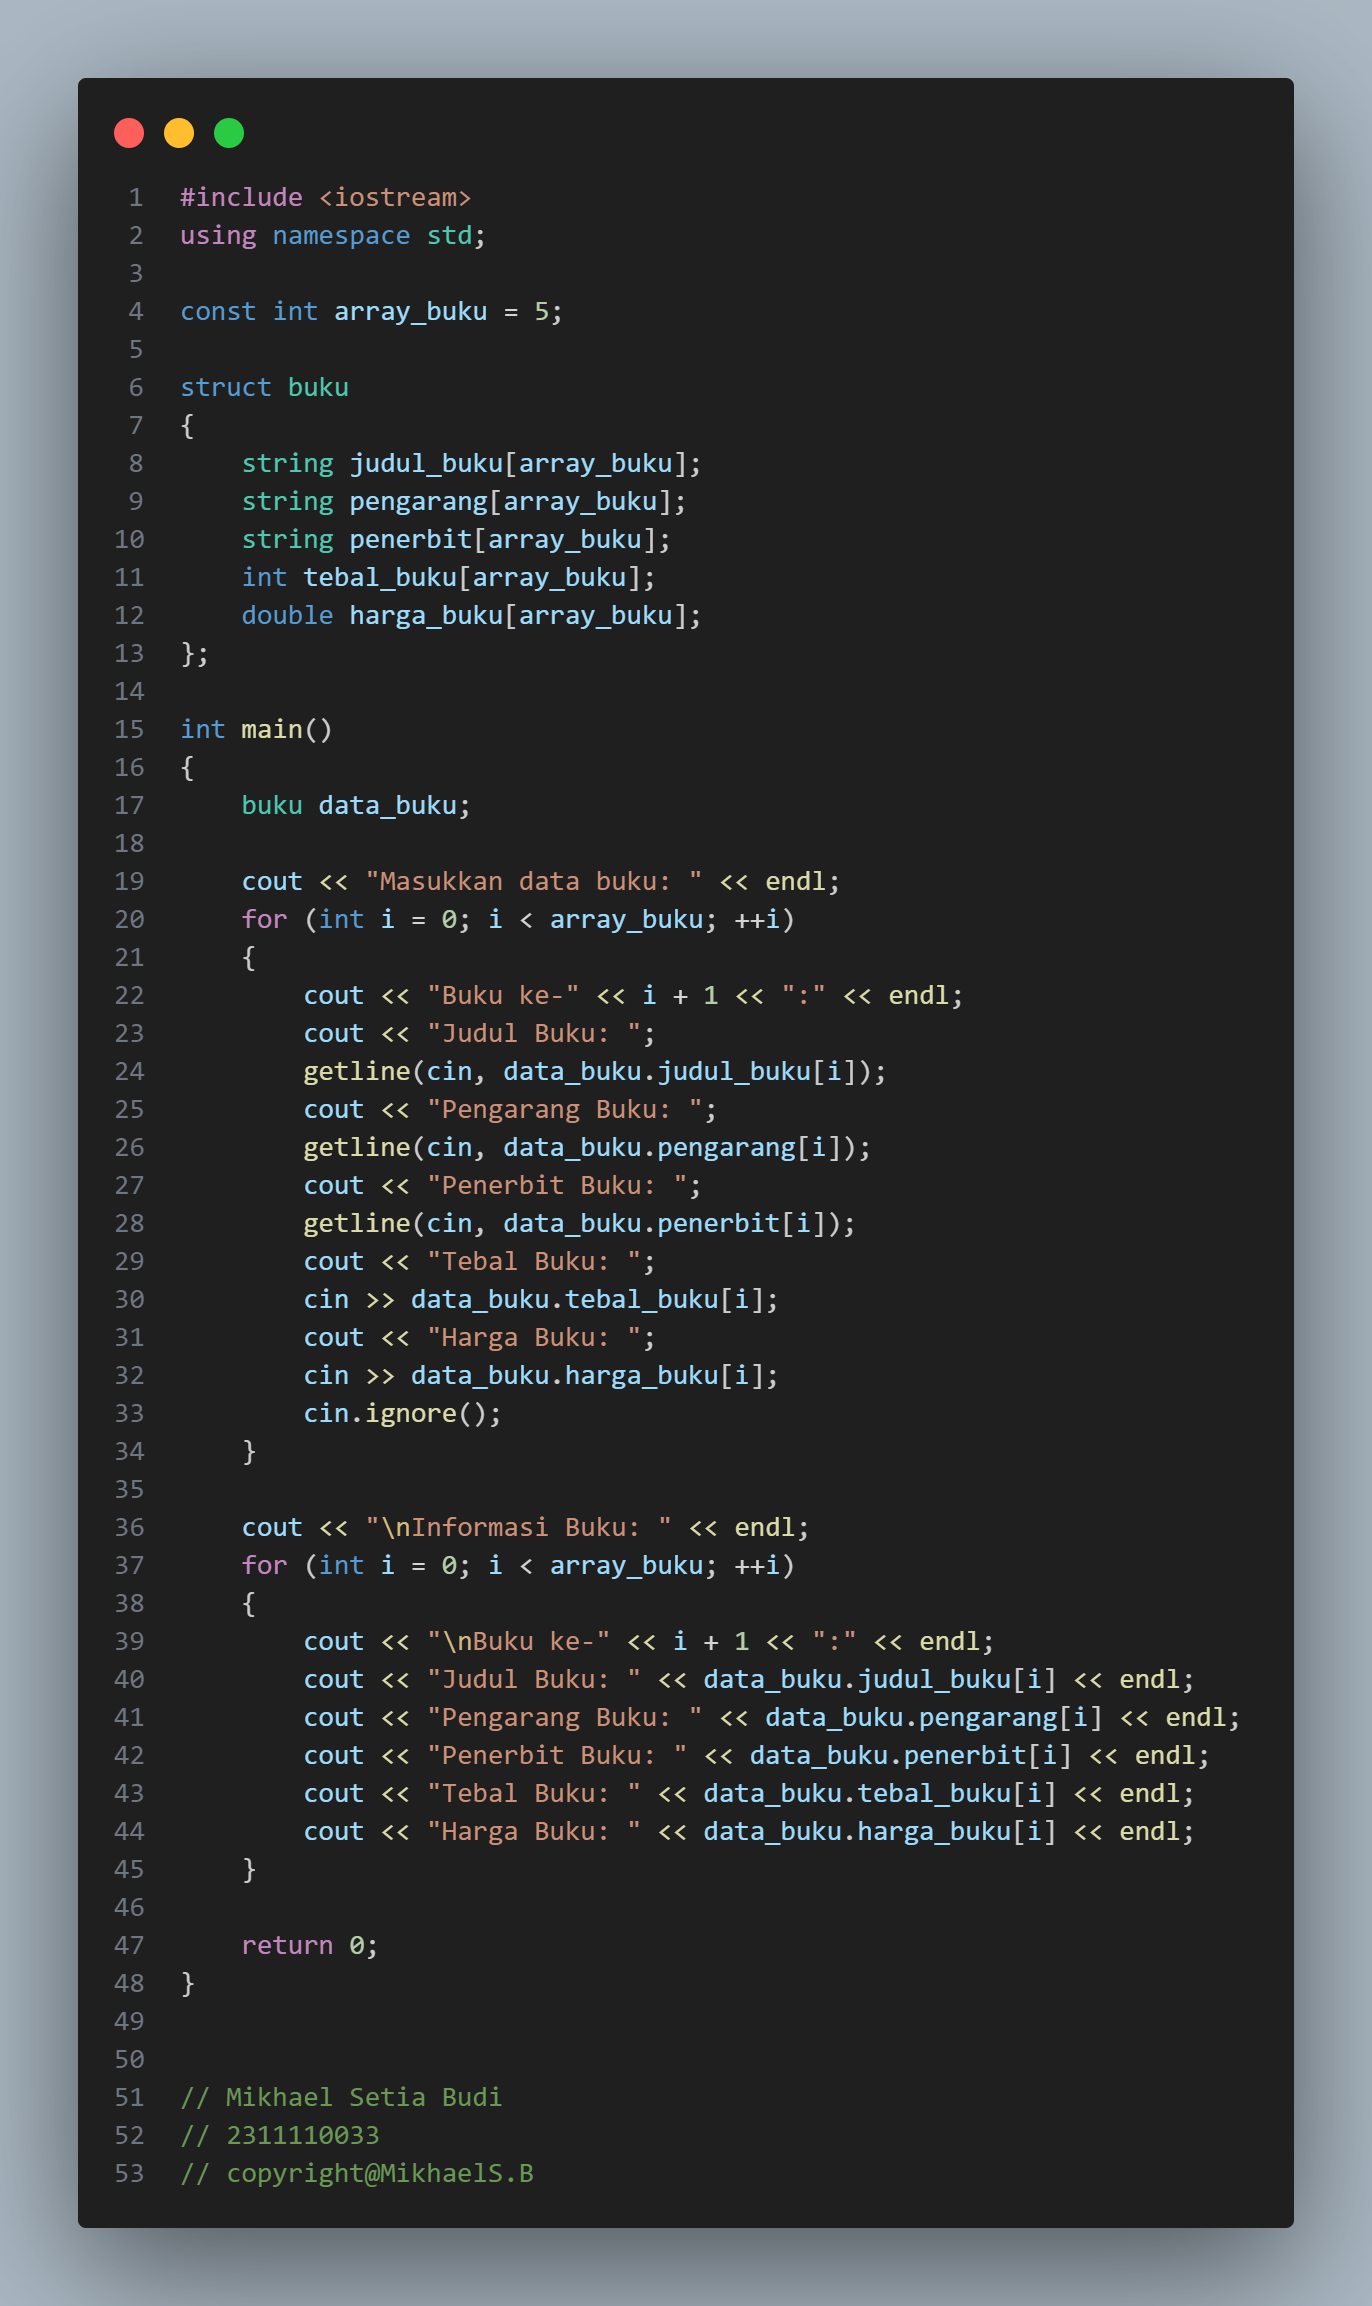 1 #include <iostream>
2 using namespace std;
3
4 const int array_buku = 5;
5
6 struct buku
7 {
8     string judul_buku[array_buku];
9     string pengarang[array_buku];
10     string penerbit[array_buku];
11     int tebal_buku[array_buku];
12     double harga_buku[array_buku];
13 };
14
15 int main()
16 {
17     buku data_buku;
18
19     cout << "Masukkan data buku: " << endl;
20     for (int i = 0; i < array_buku; ++i)
21     {
22         cout << "Buku ke-" << i + 1 << ":" << endl;
23         cout << "Judul Buku: ";
24         getline(cin, data_buku.judul_buku[i]);
25         cout << "Pengarang Buku: ";
26         getline(cin, data_buku.pengarang[i]);
27         cout << "Penerbit Buku: ";
28         getline(cin, data_buku.penerbit[i]);
29         cout << "Tebal Buku: ";
30         cin >> data_buku.tebal_buku[i];
31         cout << "Harga Buku: ";
32         cin >> data_buku.harga_buku[i];
33         cin.ignore();
34     }
35
36     cout << "\nInformasi Buku: " << endl;
37     for (int i = 0; i < array_buku; ++i)
38     {
39         cout << "\nBuku ke-" << i + 1 << ":" << endl;
40         cout << "Judul Buku: " << data_buku.judul_buku[i] << endl;
41         cout << "Pengarang Buku: " << data_buku.pengarang[i] << endl;
42         cout << "Penerbit Buku: " << data_buku.penerbit[i] << endl;
43         cout << "Tebal Buku: " << data_buku.tebal_buku[i] << endl;
44         cout << "Harga Buku: " << data_buku.harga_buku[i] << endl;
45     }
46
47     return 0;
48 }
49
50
51 // Mikhael Setia Budi
52 // 2311110033
53 // copyright@MikhaelS.B